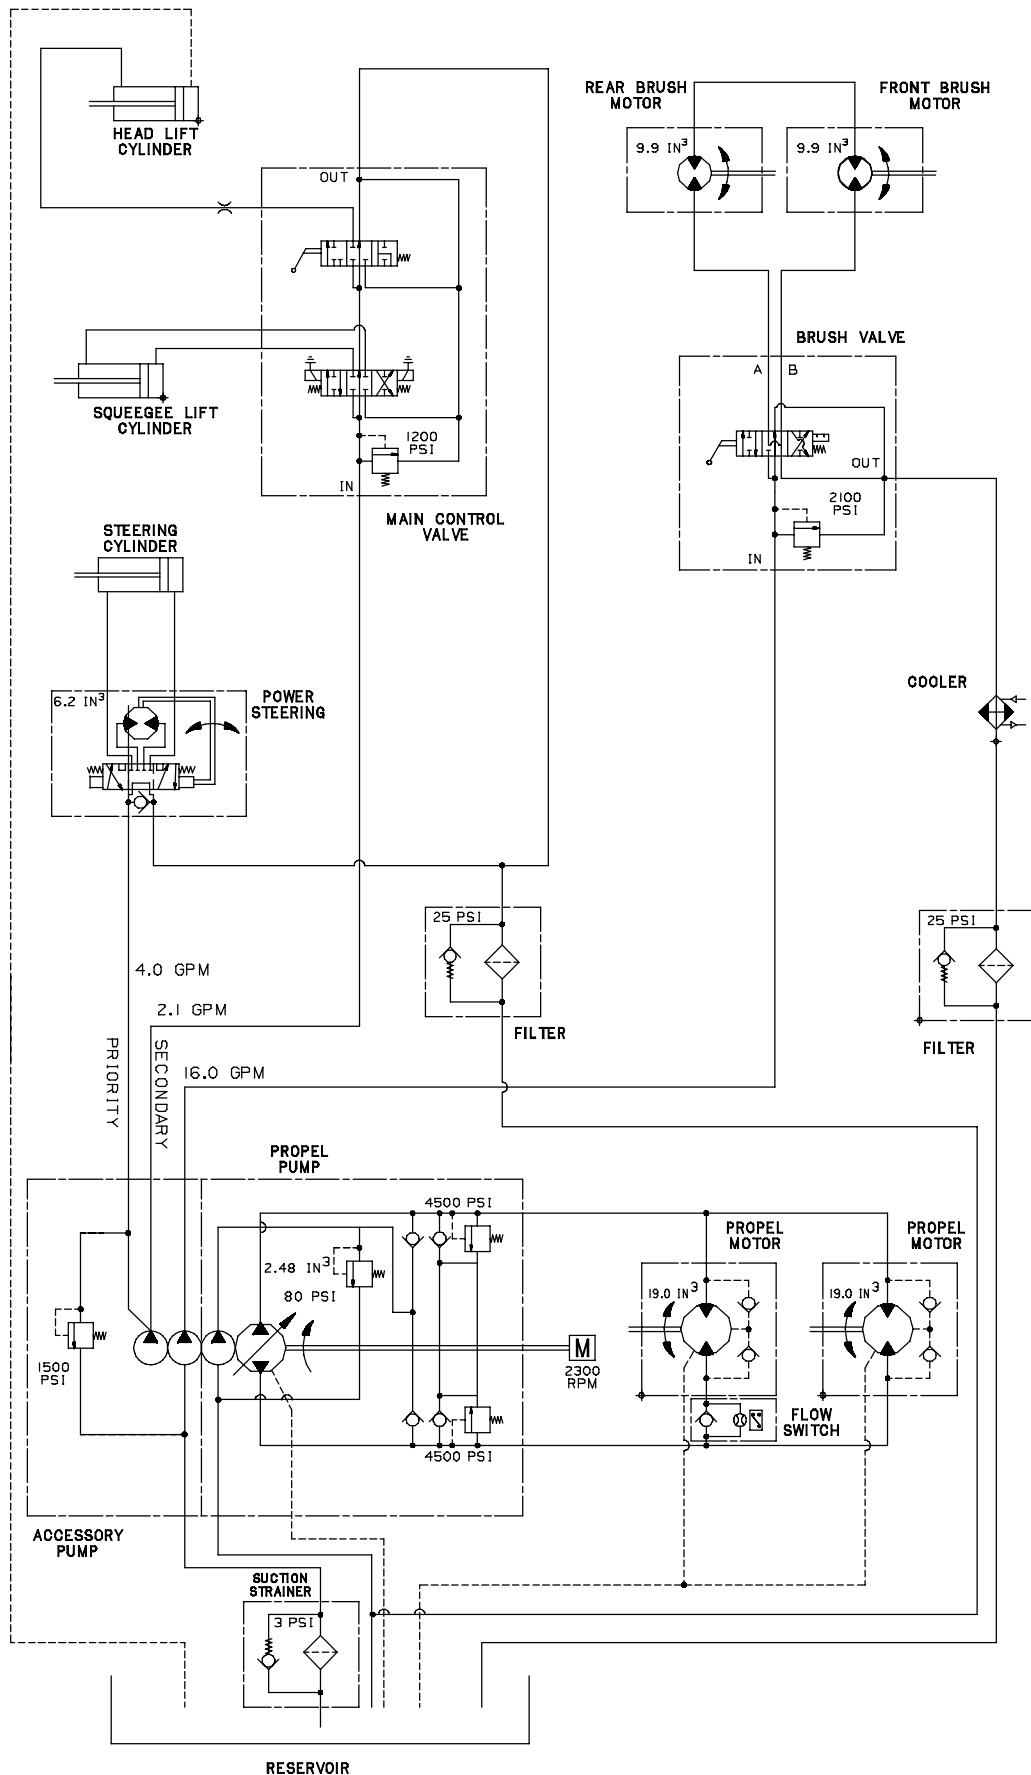 REAR BRUSH
MOTOR
FRONT BRUSH
MOTOR
HEAD LIFT
CYLINDER
9.9 IN3
9.9 IN3
OUT
BRUSH VALVE
A
B
SQUEEGEE LIFT
CYLINDER
1200
PSI
OUT
IN
2100
PSI
MAIN CONTROL
VALVE
STEERING
CYLINDER
IN
COOLER
6.2 IN3
POWER
STEERING
25 PSI
25 PSI
4.0 GPM
2.1 GPM
FILTER
FILTER
PRIORITY
SECONDARY
16.0 GPM
PROPEL
PUMP
4500 PSI
PROPEL
MOTOR
PROPEL
MOTOR
2.48 IN3
80 PSI
19.0 IN3
19.0 IN3
M
1500
PSI
2300
RPM
FLOW
SWITCH
4500 PSI
ACCESSORY
PUMP
SUCTION
STRAINER
3 PSI
RESERVOIR